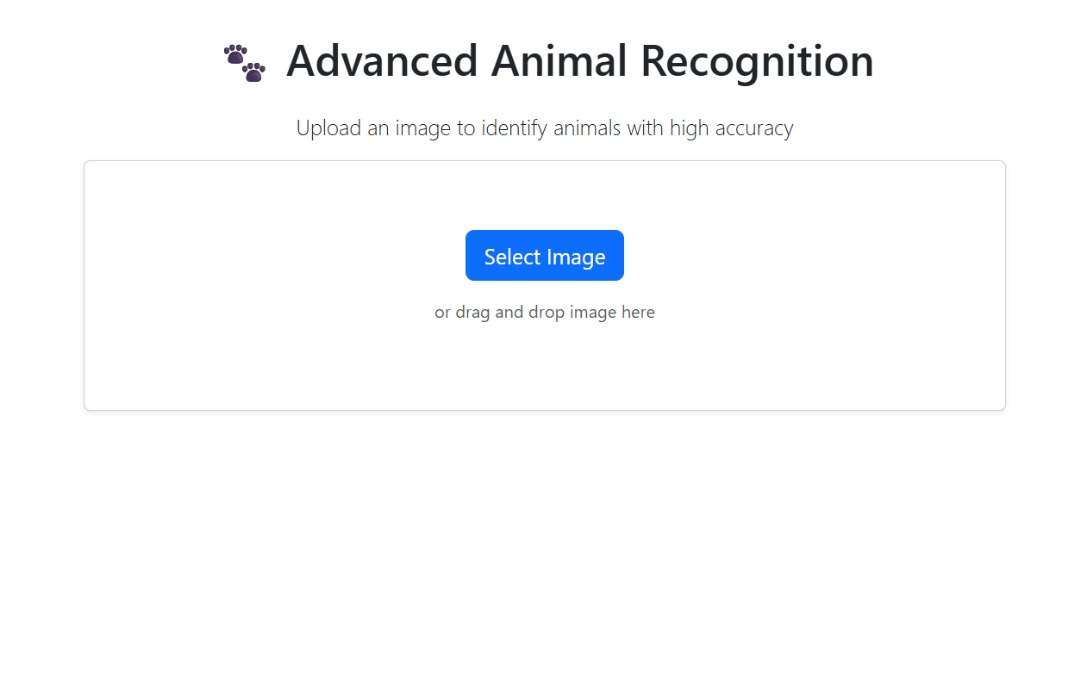 Advanced Animal Recognition
Upload an image to identify animals with high accuracy
Select Image
or drag and drop image here